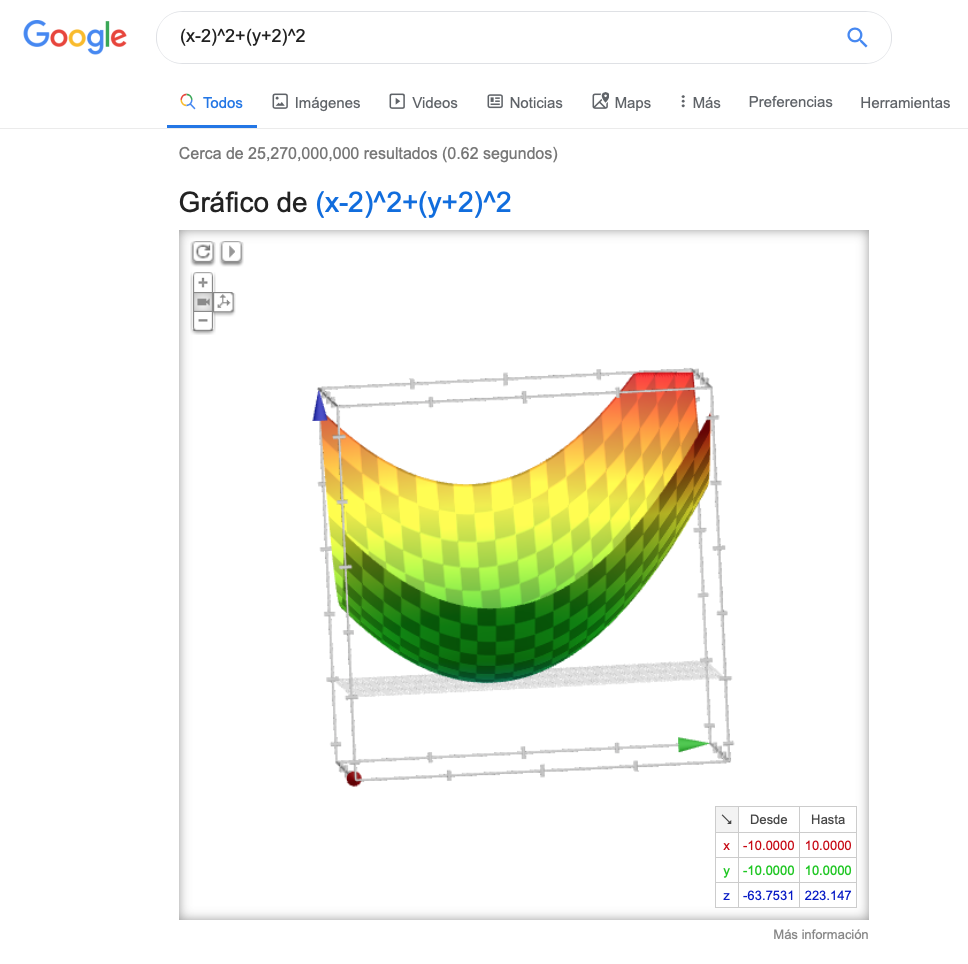 Google (x-2)^2+(y+2)^2
Todos Imágenes Videos Noticias Maps Más Preferencias Herramientas
Cerca de 25,270,000,000 resultados (0.62 segundos)
Gráfico de (x-2)^2+(y+2)^2
Desde Hasta
x -10.0000 10.0000
y -10.0000 10.0000
z -63.7531 223.147
Más información